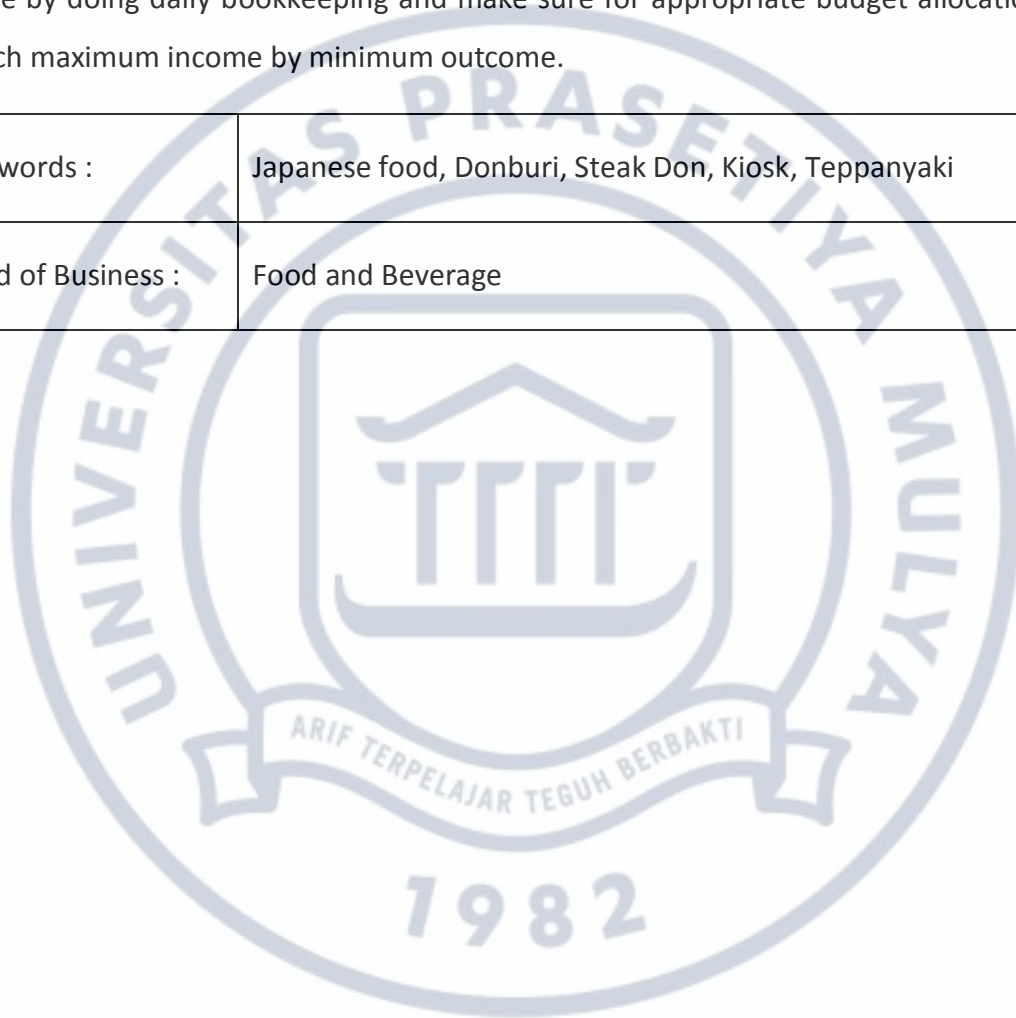 e by doing daily bookkeeping and make sure for appropriate budget allocatio
ch maximum income by minimum outcome.
words : Japanese food, Donburi, Steak Don, Kiosk, Teppanyaki
d of Business : Food and Beverage
UNIVERSITAS PRASETIYA MULYA
ARIF TERPELAJAR TEGUH BERBAKTI
1982